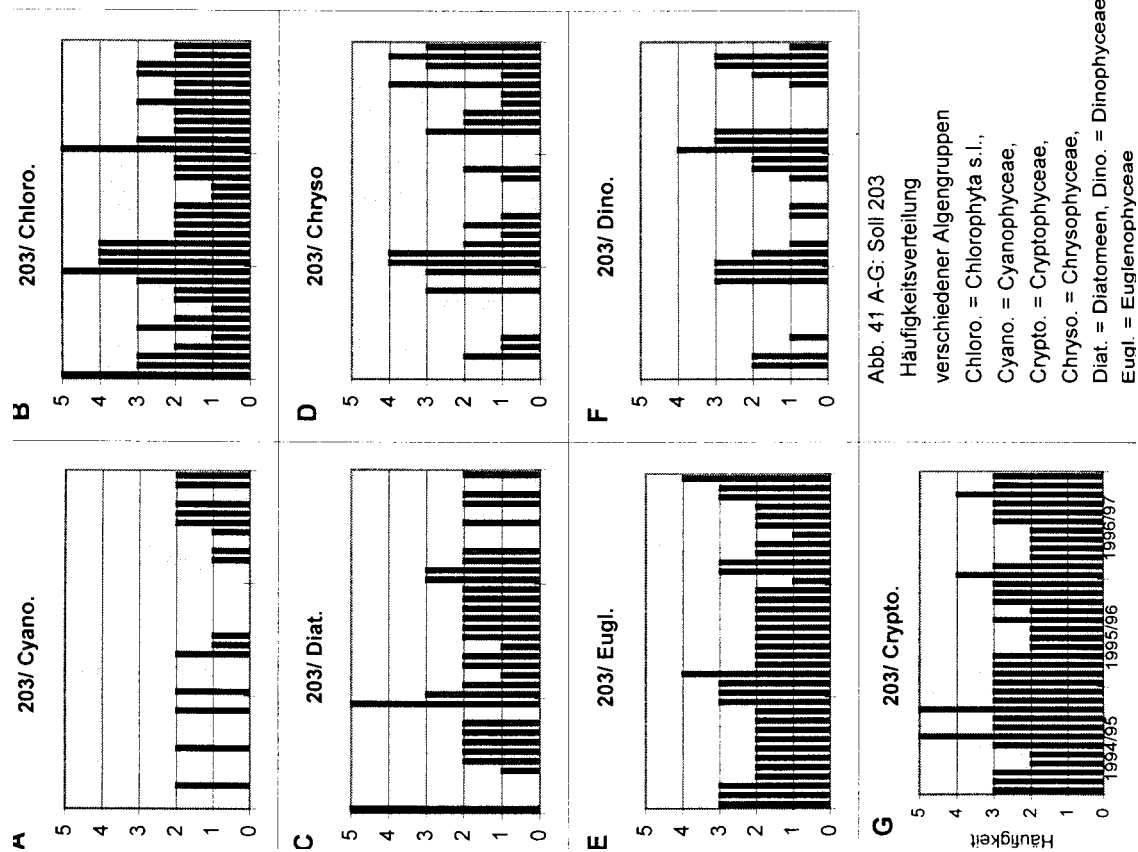 A
203/ Cyano.
5
4
3
2
1
0
B
203/ Chloro.
5
4
3
2
1
0
C
203/ Diat.
5
4
3
2
1
0
D
203/ Chryso
5
4
3
2
1
0
E
203/ Eugl.
5
4
3
2
1
0
F
203/ Dino.
5
4
3
2
1
0
G
203/ Crypto.
Häufigkeit
5
4
3
2
1
0
1994/95
1995/96
1996/97
Abb. 41 A-G: Soll 203
Häufigkeitsverteilung
verschiedener Algengruppen
Chloro. = Chlorophyta s.l.,
Cyano. = Cyanophyceae,
Crypto. = Cryptophyceae,
Chryso. = Chrysophyceae,
Diat. = Diatomeen, Dino. = Dinophyceae
Eugl. = Euglenophyceae